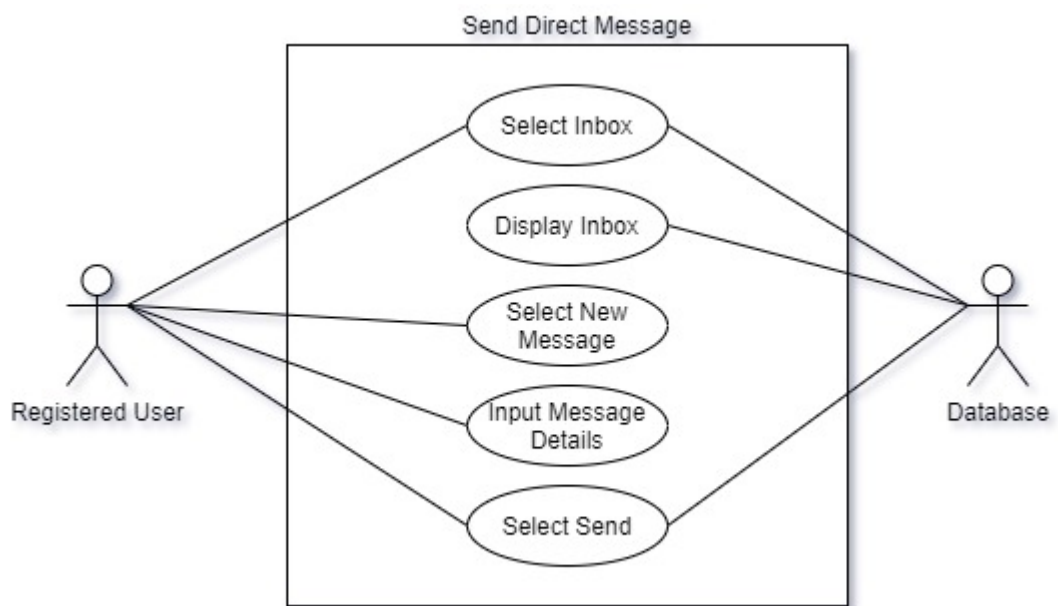 Send Direct Message
Select Inbox
Display Inbox
Select New
Message
Registered User
Input Message
Details
Database
Select Send